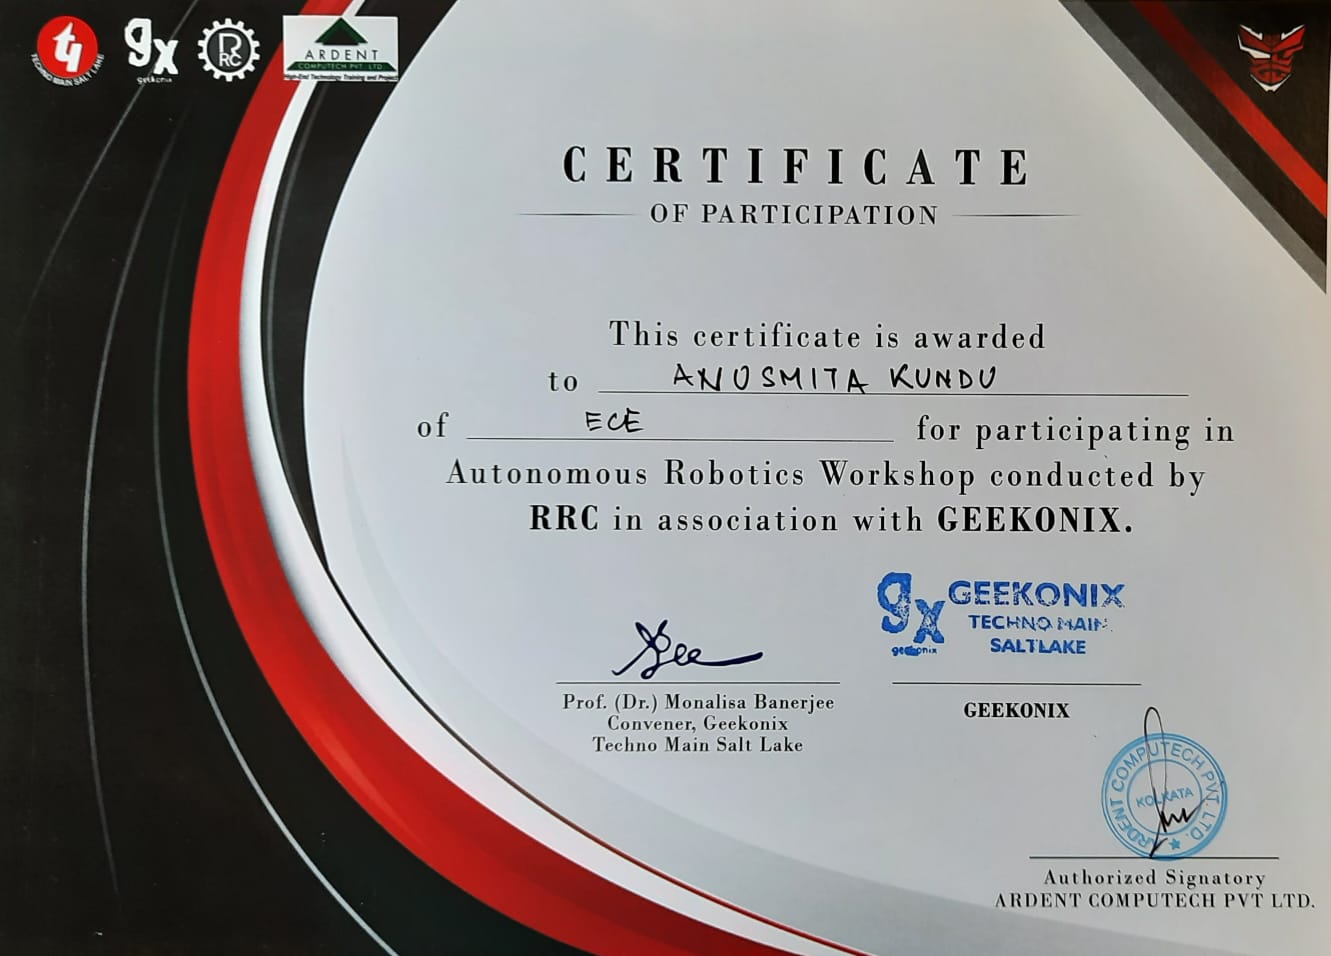 TECHNO MAIN SALT LAKE
gx
geekonix
R
RC
ARDENT
COMPUTECH PVT. LTD.
High-End Technology Training and Project
CERTIFICATE
OF PARTICIPATION
This certificate is awarded
to ANUSMITA KUNDU
of ECE for participating in
Autonomous Robotics Workshop conducted by
RRC in association with GEEKONIX.
gx GEEKONIX
TECHNO MAIN
geekonix SALTLAKE
Prof. (Dr.) Monalisa Banerjee
Convener, Geekonix
Techno Main Salt Lake
GEEKONIX
ARDENT COMPUTECH PVT. LTD.
KOLKATA
Authorized Signatory
ARDENT COMPUTECH PVT LTD.